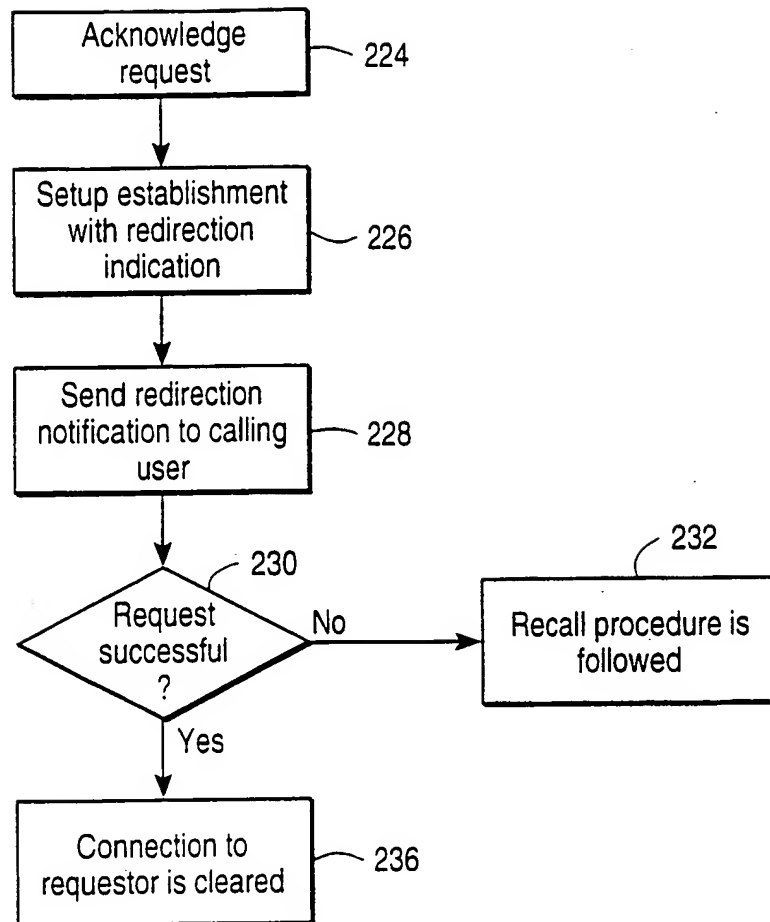 Acknowledge
request
224
Setup establishment
with redirection
indication
226
Send redirection
notification to calling
user
228
230
Request
successful
?
No
232
Recall procedure is
followed
Yes
Connection to
requestor is cleared
236